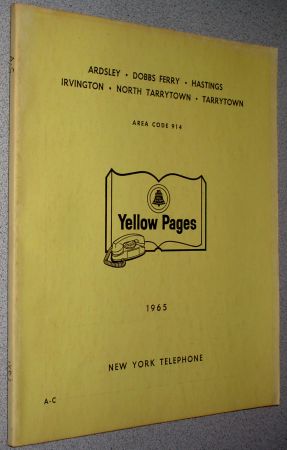 ARDSLEY • DOBBS FERRY • HASTINGS
IRVINGTON • NORTH TARRYTOWN • TARRYTOWN
AREA CODE 914
Yellow Pages
1965
NEW YORK TELEPHONE
A-C